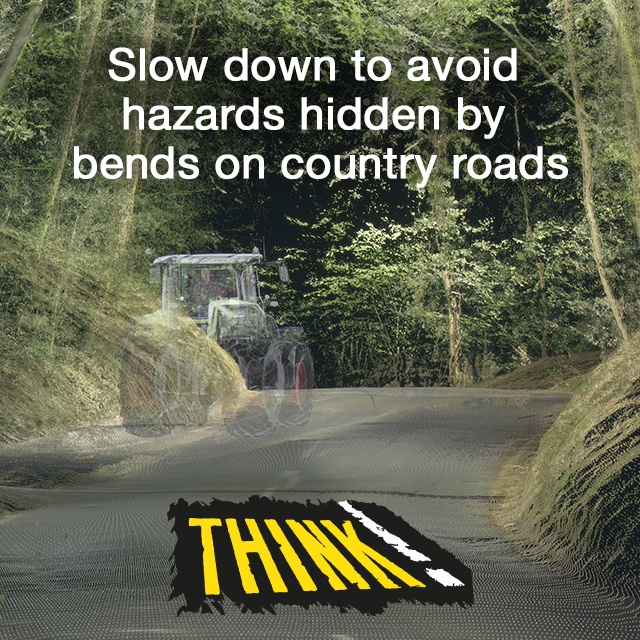 Slow down to avoid
hazards hidden by
bends on country roads
THINK!